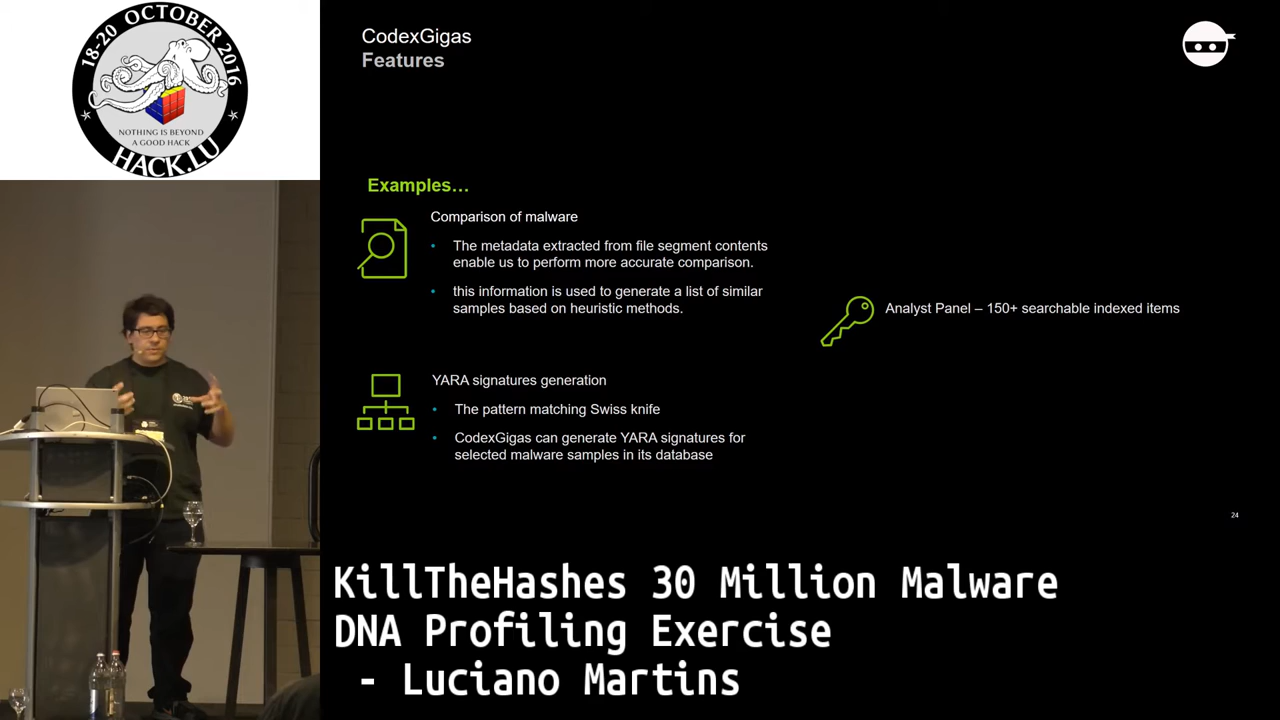 18-20 OCTOBER 2016
NOTHING IS BEYOND
A GOOD HACK
HACK.LU
CodexGigas
Features
Examples…
Comparison of malware
• The metadata extracted from file segment contents
enable us to perform more accurate comparison.
• this information is used to generate a list of similar
samples based on heuristic methods.
YARA signatures generation
• The pattern matching Swiss knife
• CodexGigas can generate YARA signatures for
selected malware samples in its database
Analyst Panel – 150+ searchable indexed items
24
KillTheHashes 30 Million Malware
DNA Profiling Exercise
- Luciano Martins